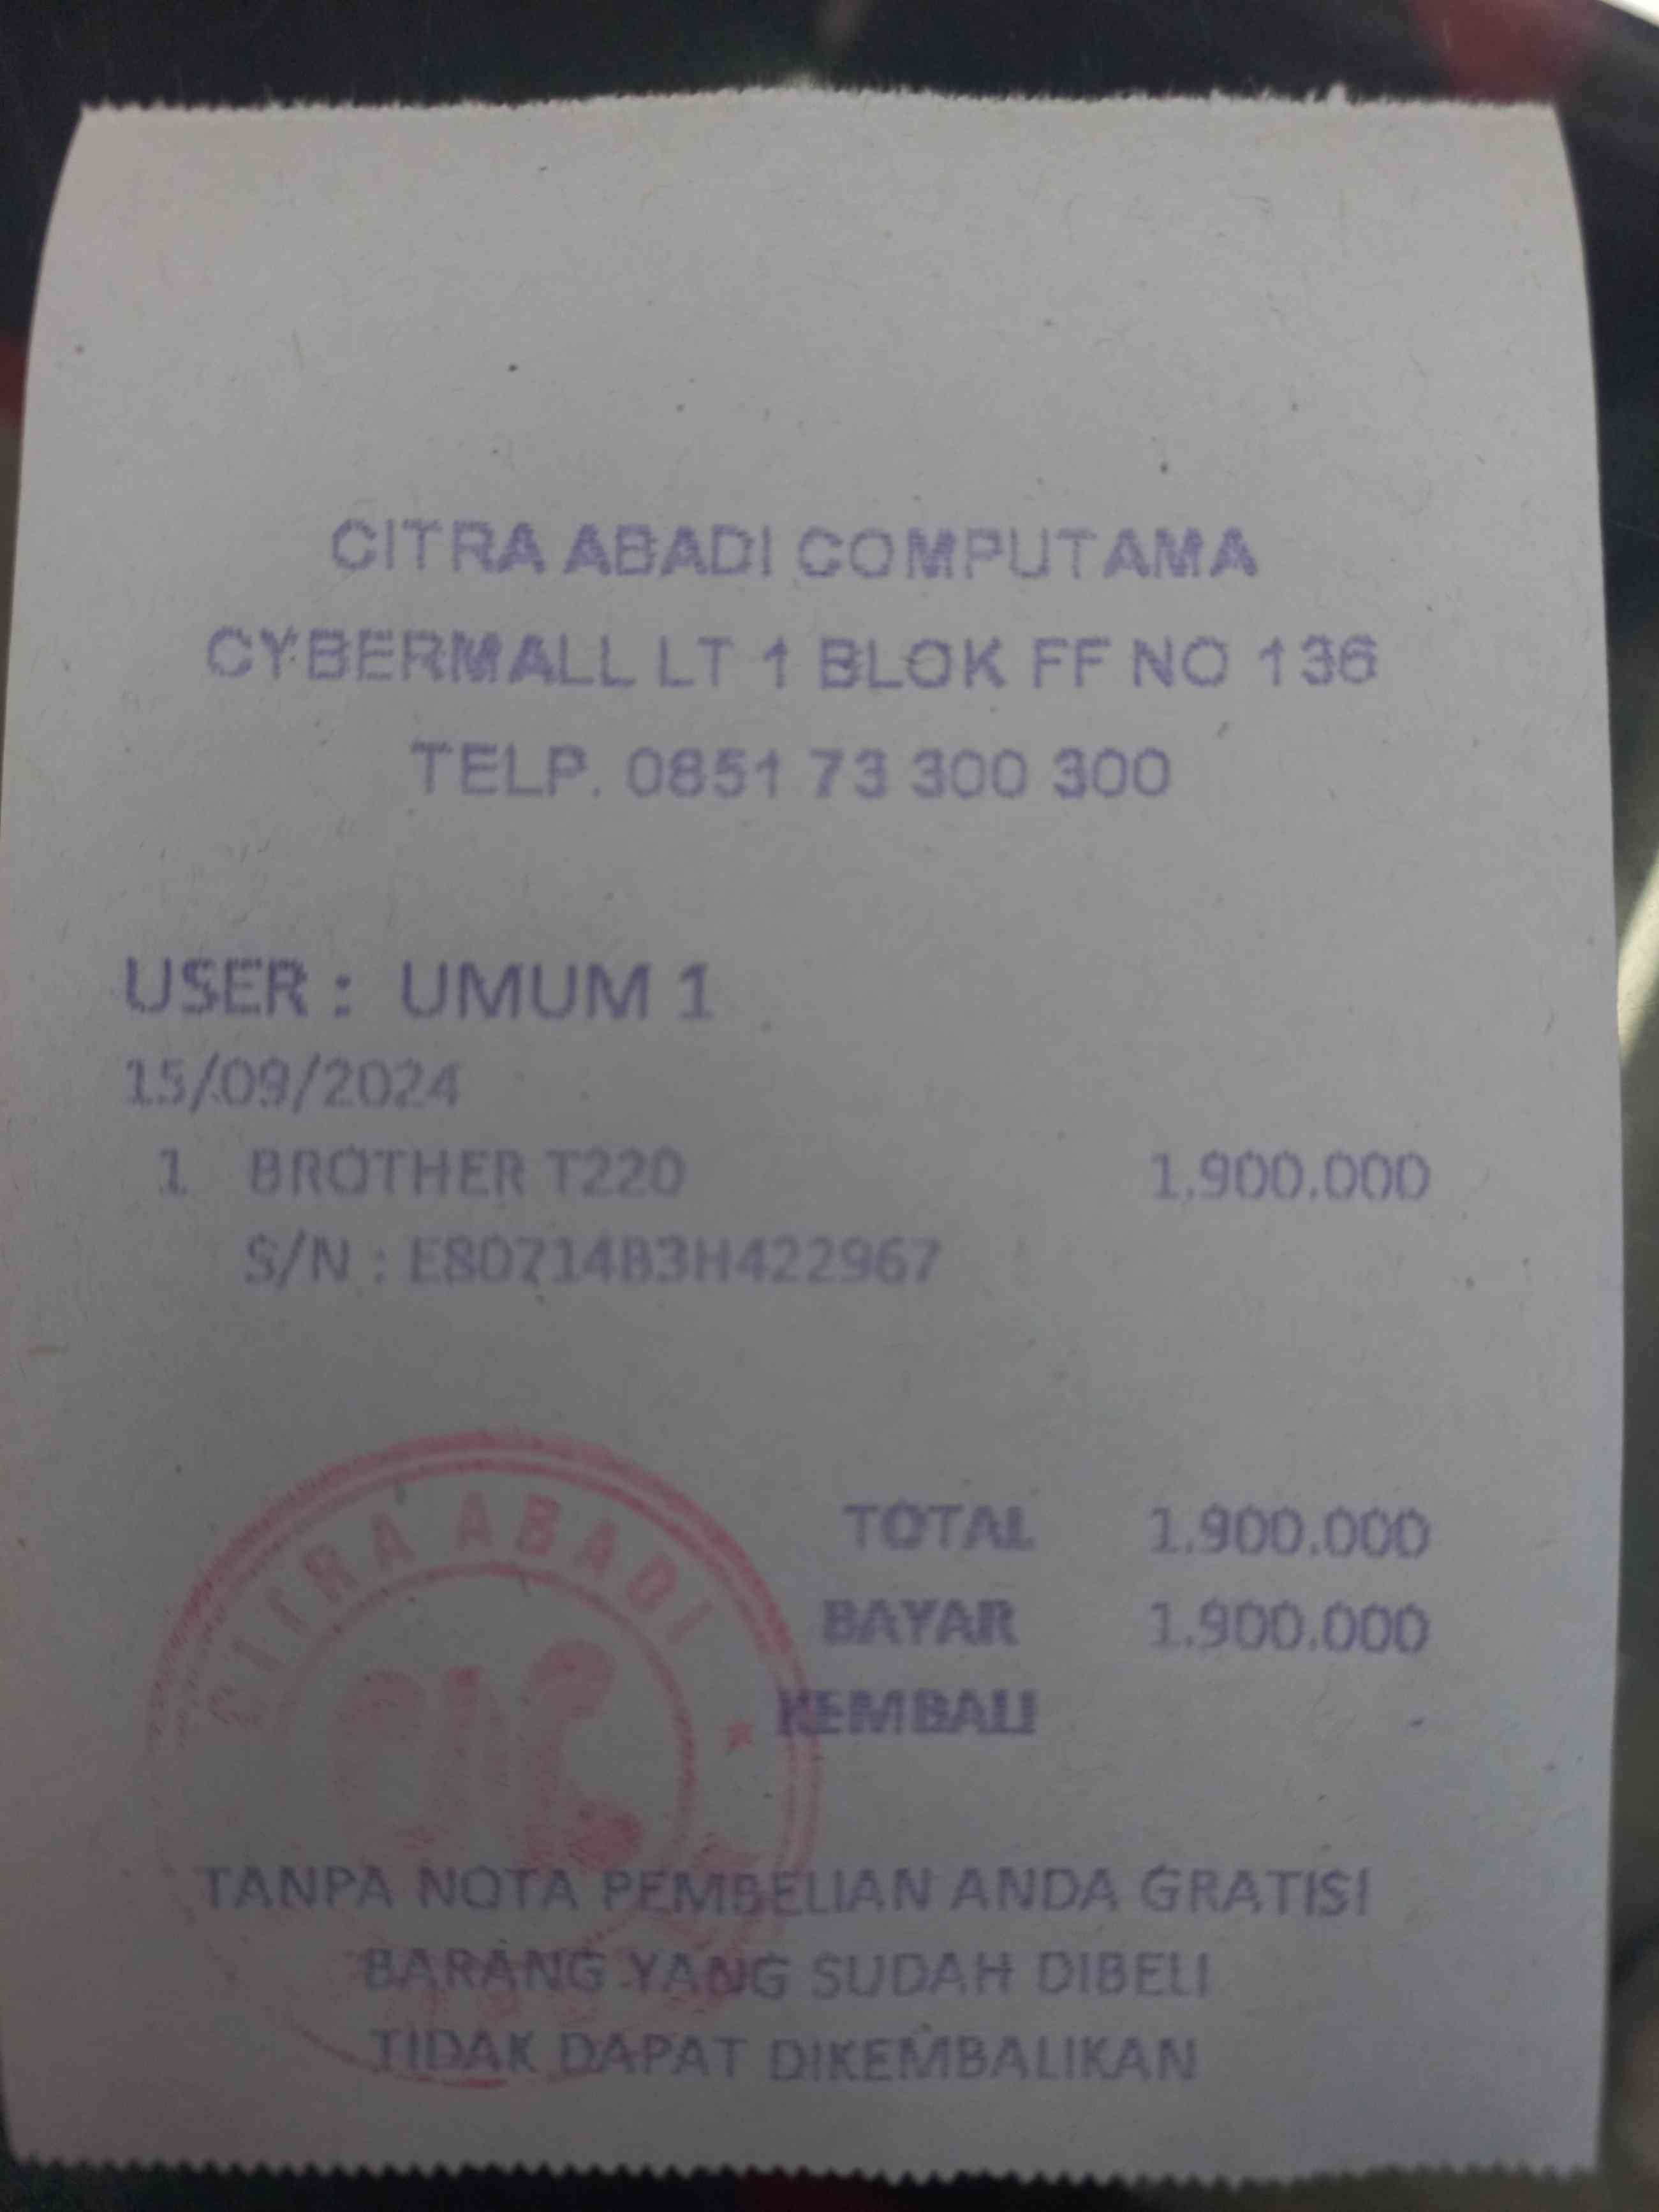 CITRA ABADI COMPUTAMA
CYBERMALL LT 1 BLOK FF NO 136
TELP. 0851 73 300 300
USER : UMUM 1
15/09/2024
1 BROTHER T220 1.900.000
S/N : E80714B3H422967
TOTAL 1.900.000
BAYAR 1.900.000
KEMBALI -
CITRA ABADI
TANPA NOTA PEMBELIAN ANDA GRATIS!
BARANG YANG SUDAH DIBELI
TIDAK DAPAT DIKEMBALIKAN